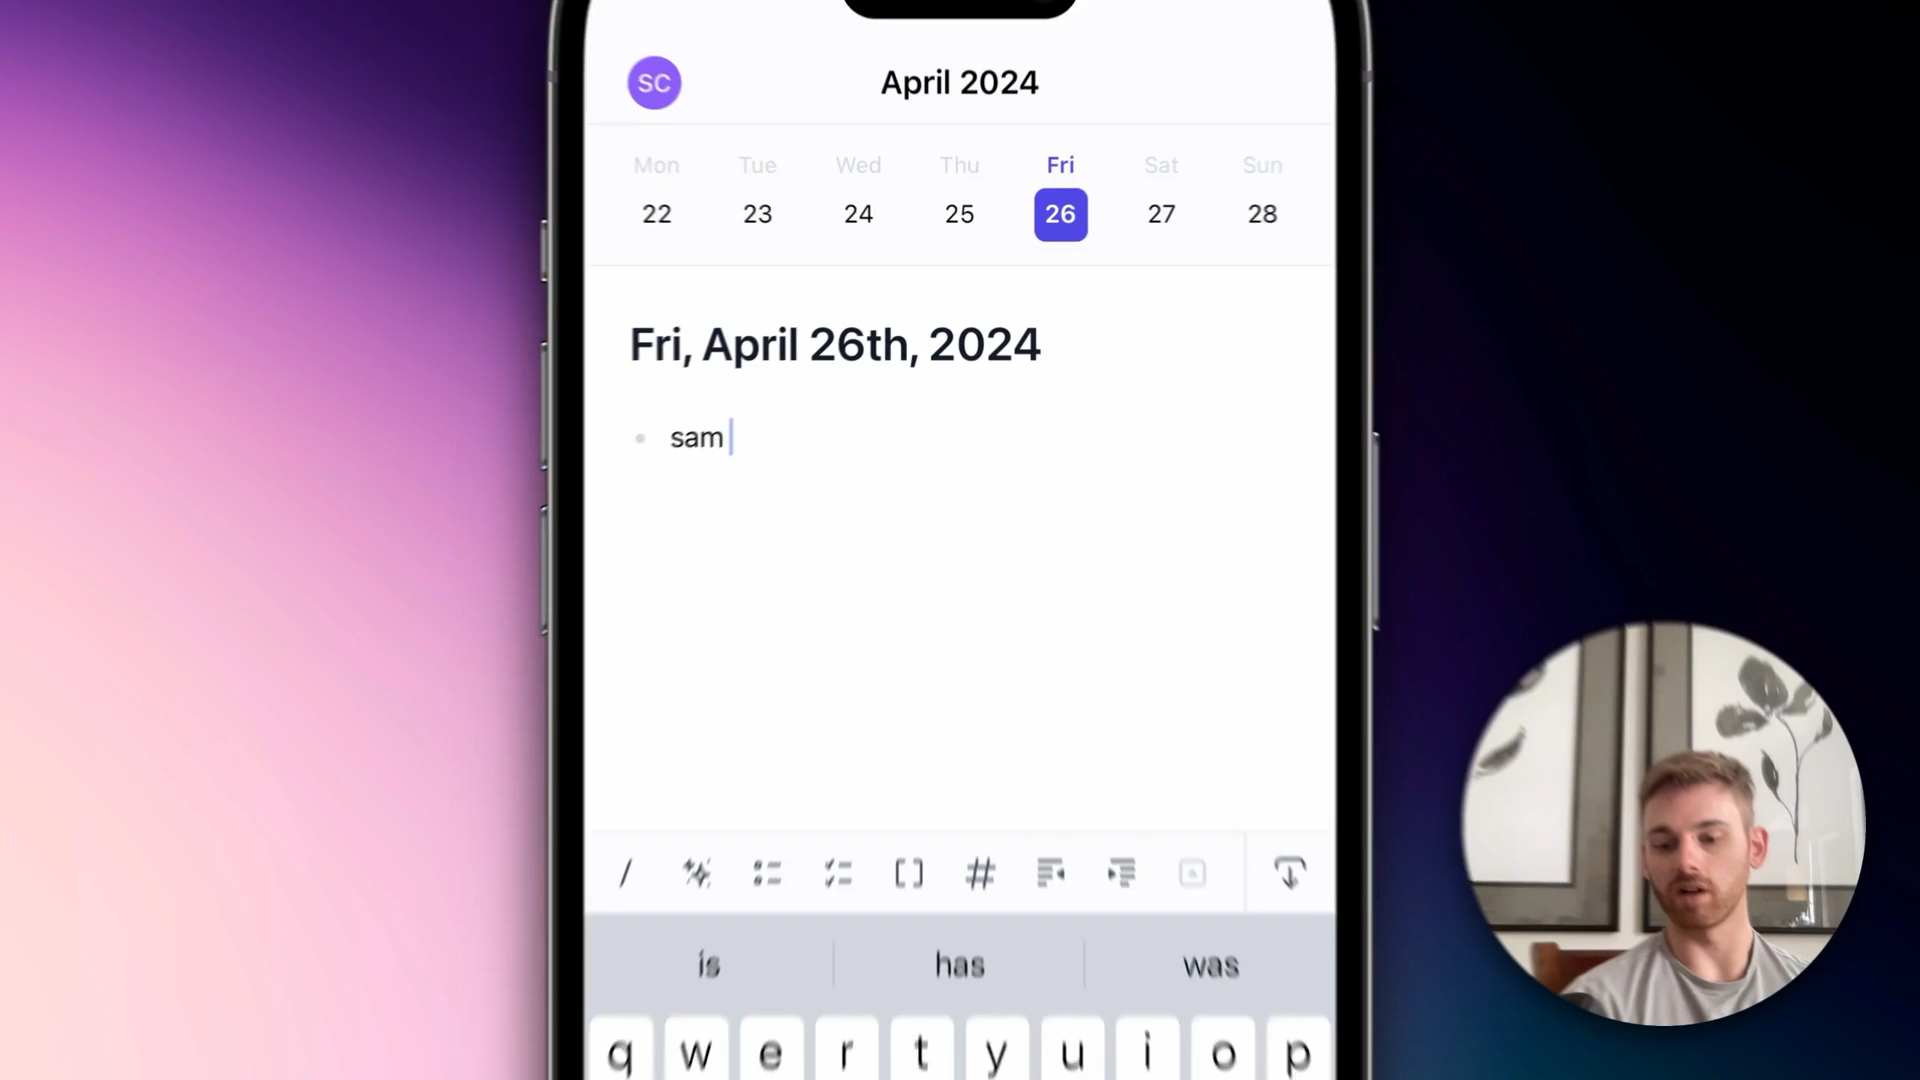 SC
April 2024
Mon Tue Wed Thu Fri Sat Sun
22 23 24 25 26 27 28
Fri, April 26th, 2024
sam
/ [ ] #
is has was
q w e r t y u i o p